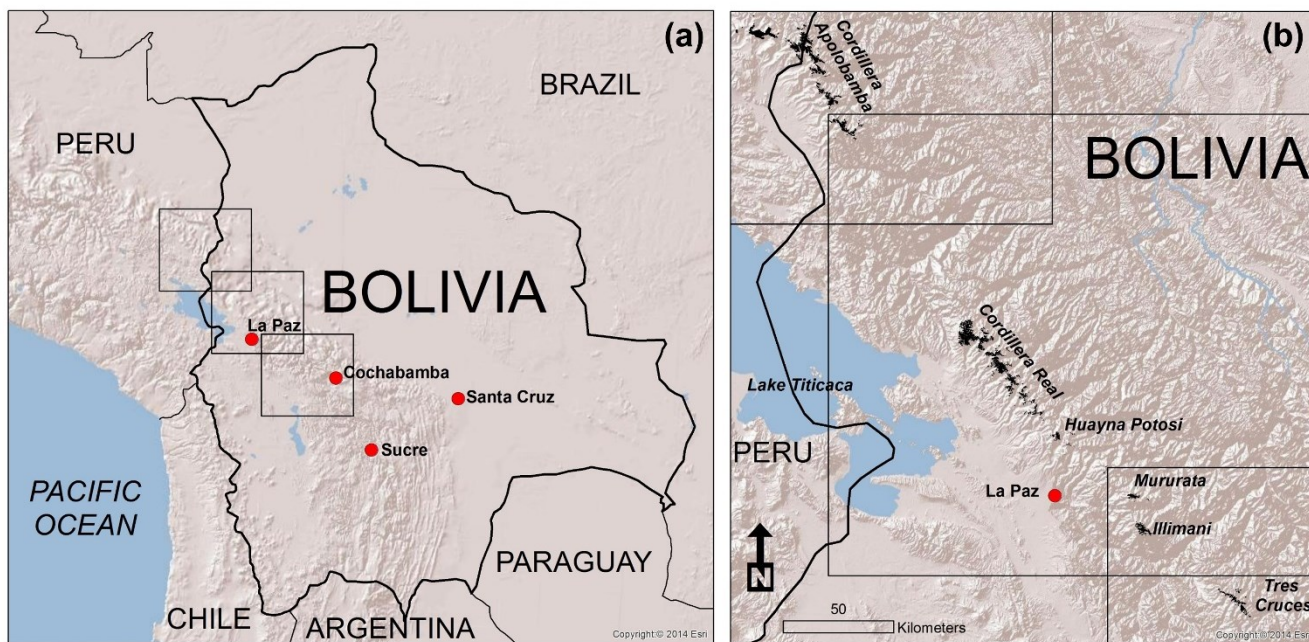 (a)
BRAZIL
PERU
BOLIVIA
La Paz
Cochabamba
Santa Cruz
Sucre
PACIFIC
OCEAN
PARAGUAY
CHILE
ARGENTINA
Copyright:© 2014 Esri
(b)
Cordillera
Apolobamba
BOLIVIA
Cordillera Real
Lake Titicaca
Huayna Potosi
PERU
La Paz
Mururata
Illimani
N
Tres
Cruces
50
Kilometers
Copyright:© 2014 Esri